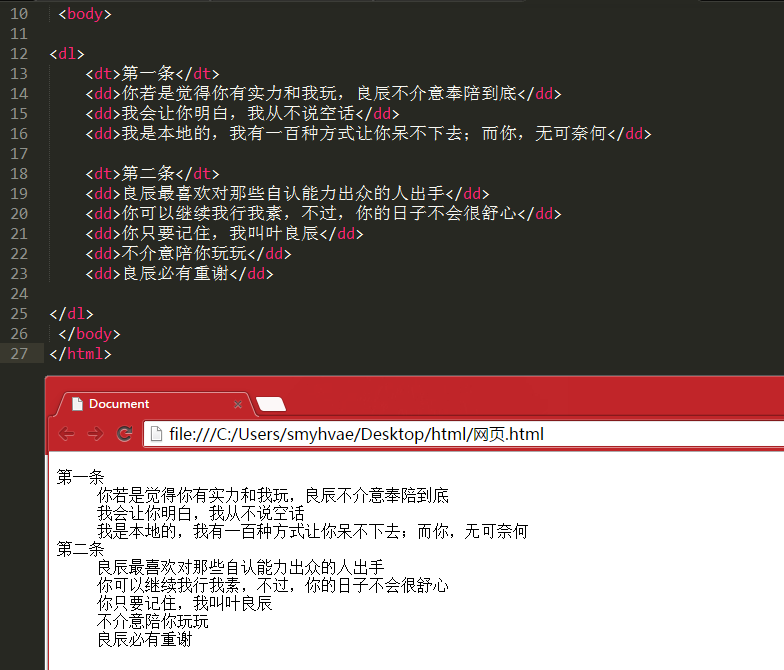 10 <body>
11
12 <dl>
13 <dt>第一条</dt>
14 <dd>你若是觉得你有实力和我玩，良辰不介意奉陪到底</dd>
15 <dd>我会让你明白，我从不说空话</dd>
16 <dd>我是本地的，我有一百种方式让你呆不下去；而你，无可奈何</dd>
17
18 <dt>第二条</dt>
19 <dd>良辰最喜欢对那些自认能力出众的人出手</dd>
20 <dd>你可以继续我行我素，不过，你的日子不会很舒心</dd>
21 <dd>你只要记住，我叫叶良辰</dd>
22 <dd>不介意陪你玩玩</dd>
23 <dd>良辰必有重谢</dd>
24
25 </dl>
26 </body>
27 </html>
Document
file:///C:/Users/smyhvae/Desktop/html/网页.html
第一条
你若是觉得你有实力和我玩，良辰不介意奉陪到底
我会让你明白，我从不说空话
我是本地的，我有一百种方式让你呆不下去；而你，无可奈何
第二条
良辰最喜欢对那些自认能力出众的人出手
你可以继续我行我素，不过，你的日子不会很舒心
你只要记住，我叫叶良辰
不介意陪你玩玩
良辰必有重谢